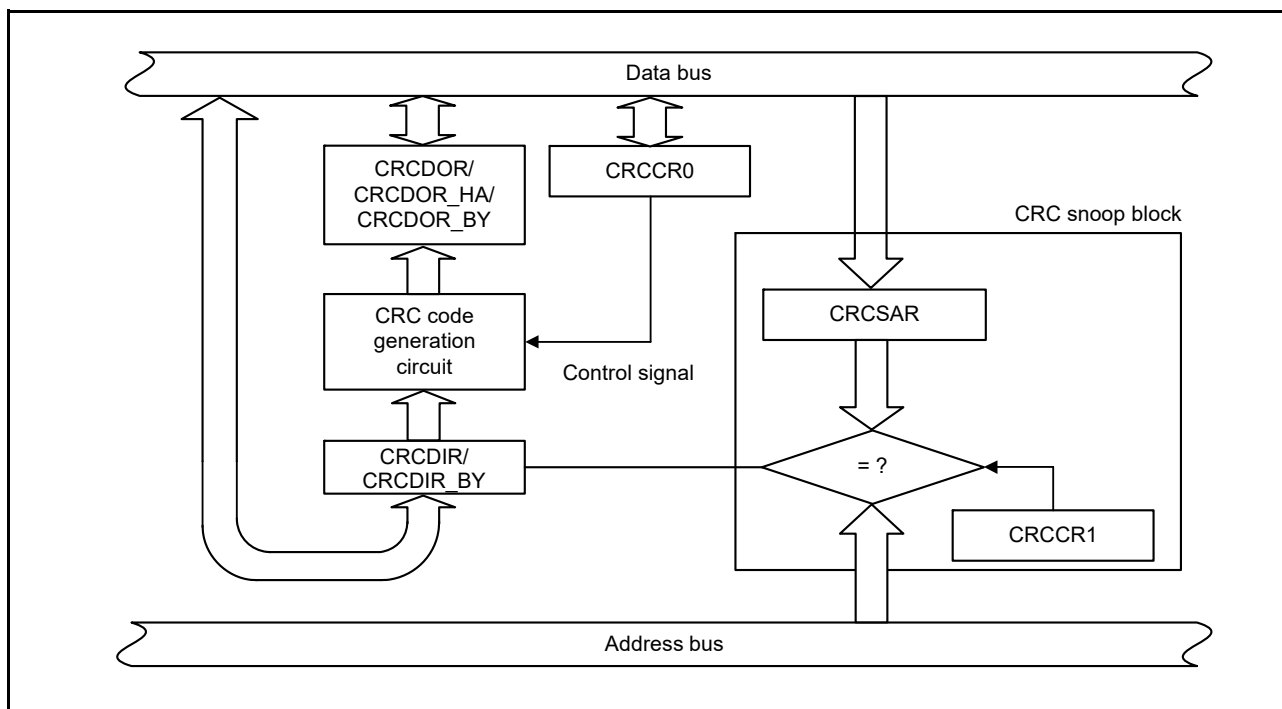 Data bus
CRCDOR/
CRCDOR_HA/
CRCDOR_BY
CRCCR0
CRC snoop block
CRCSAR
CRC code
generation
circuit
Control signal
CRCDIR/
CRCDIR_BY
= ?
CRCCR1
Address bus